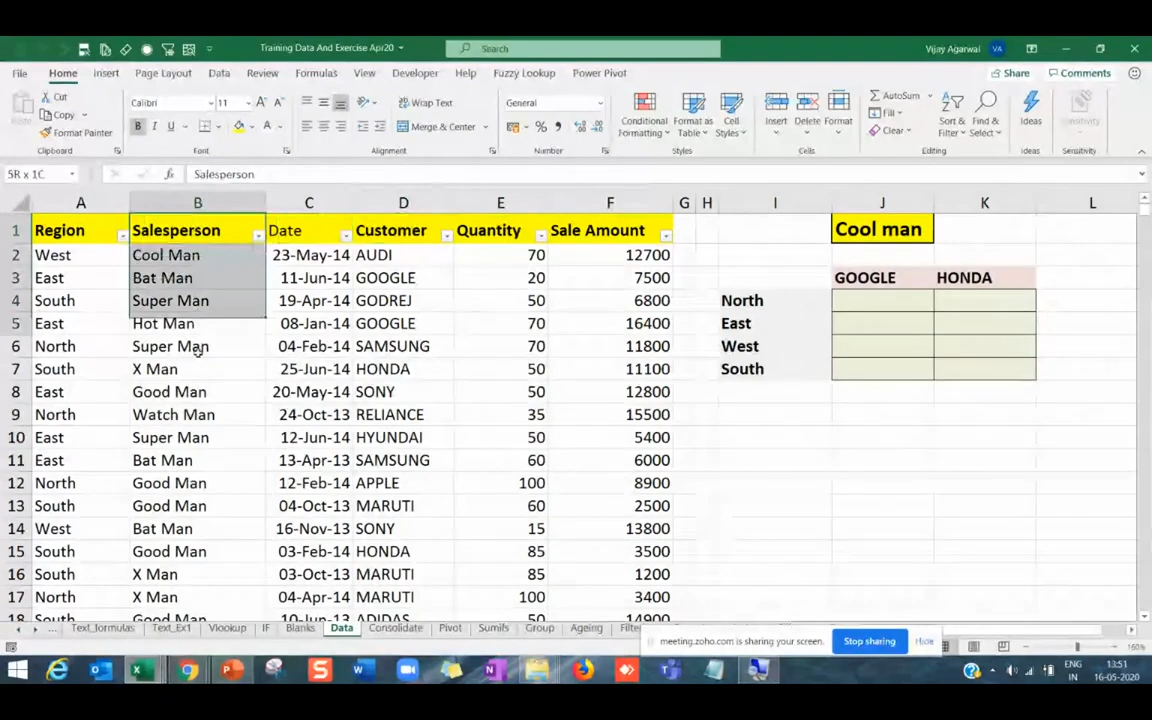 Training Data And Exercise Apr20
Search
Vijay Agarwal
VA
File Home Insert Page Layout Data Review Formulas View Developer Help Fuzzy Lookup Power Pivot
Share Comments
Paste
Cut
Copy
Format Painter
Clipboard
Calibri 11
B I U
Font
Wrap Text
Merge & Center
Alignment
General
Number
Conditional Formatting
Format as Table
Cell Styles
Styles
Insert Delete Format
Cells
AutoSum
Fill
Clear
Sort & Filter
Find & Select
Editing
Ideas
Ideas
Sensitivity
Sensitivity
5R x 1C fx Salesperson
A B C D E F G H I J K L
1 Region Salesperson Date Customer Quantity Sale Amount Cool man
2 West Cool Man 23-May-14 AUDI 70 12700
3 East Bat Man 11-Jun-14 GOOGLE 20 7500 GOOGLE HONDA
4 South Super Man 19-Apr-14 GODREJ 50 6800 North
5 East Hot Man 08-Jan-14 GOOGLE 70 16400 East
6 North Super Man 04-Feb-14 SAMSUNG 70 11800 West
7 South X Man 25-Jun-14 HONDA 50 11100 South
8 East Good Man 20-May-14 SONY 50 12800
9 North Watch Man 24-Oct-13 RELIANCE 35 15500
10 East Super Man 12-Jun-14 HYUNDAI 50 5400
11 East Bat Man 13-Apr-13 SAMSUNG 60 6000
12 North Good Man 12-Feb-14 APPLE 100 8900
13 South Good Man 04-Oct-13 MARUTI 60 2500
14 West Bat Man 16-Nov-13 SONY 15 13800
15 South Good Man 03-Feb-14 HONDA 85 3500
16 South X Man 03-Oct-13 MARUTI 85 1200
17 North X Man 04-Apr-14 MARUTI 100 3400
18 South Good Man 10-Jun-13 ADIDAS 50 14900
... Text_formulas Text_Ex1 Vlookup IF Blanks Data Consolidate Pivot Sumifs Group Ageing Filte
meeting.zoho.com is sharing your screen. Stop sharing Hide
160%
ENG
IN
13:51
16-05-2020